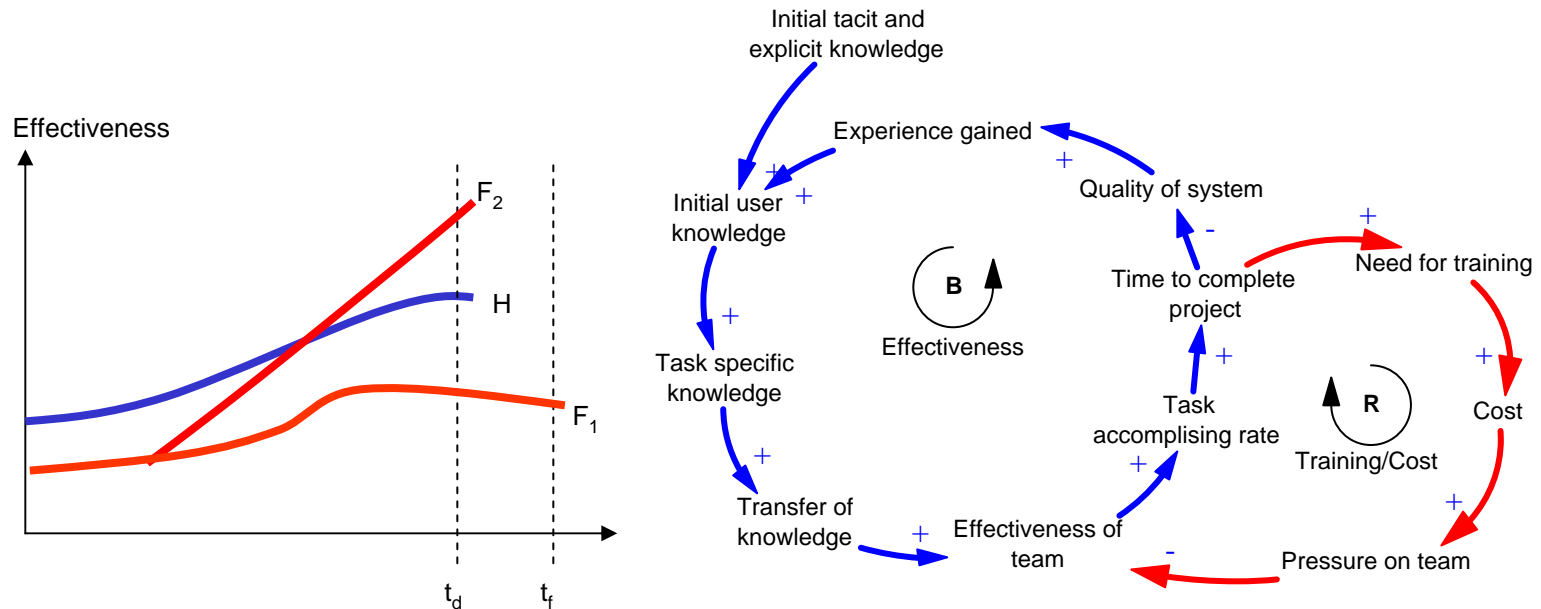 Effectiveness
F2
H
F1
td
tf
Initial tacit and
explicit knowledge
Experience gained
+
+
+
Quality of system
-
+
Initial user
knowledge
Need for training
Time to complete
project
B
Effectiveness
+
+
+
Task specific
knowledge
Task
accomplising rate
R
Cost
Training/Cost
+
+
+
Transfer of
knowledge
+
Effectiveness of
team
-
Pressure on team